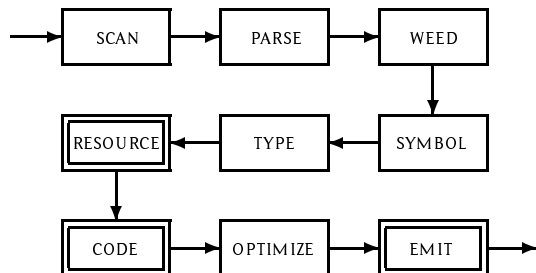 SCAN
PARSE
WEED
RESOURCE
TYPE
SYMBOL
CODE
OPTIMIZE
EMIT